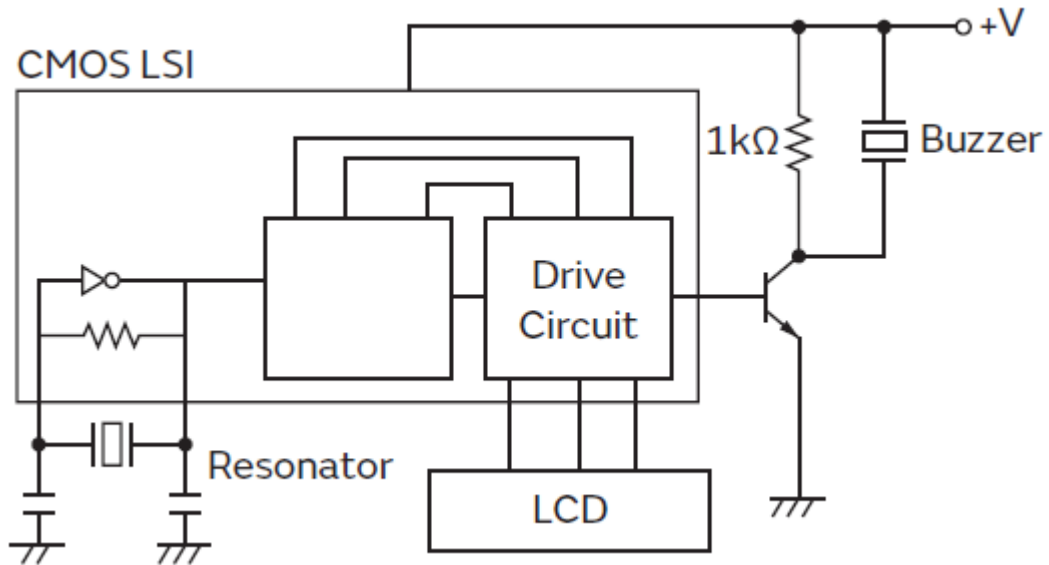 +V
CMOS LSI
1kΩ
Buzzer
Drive
Circuit
Resonator
LCD